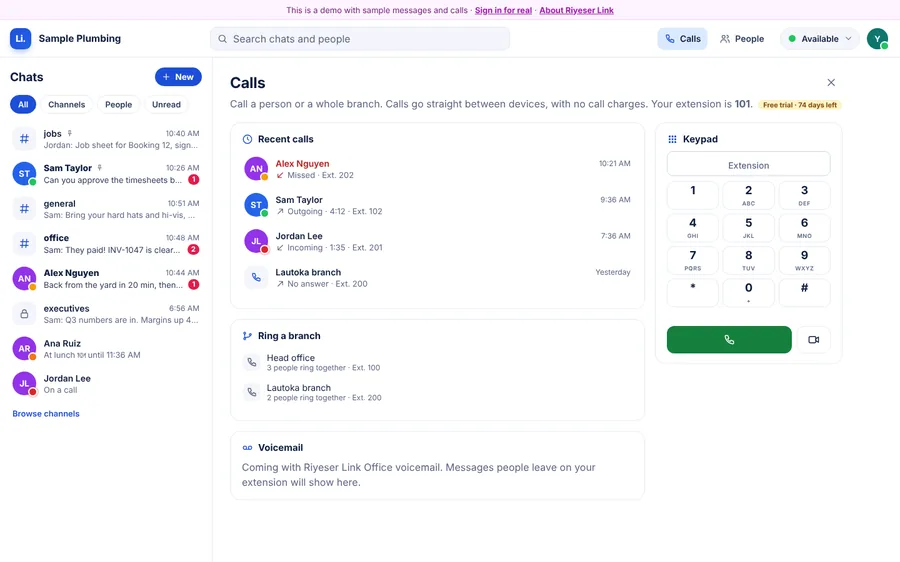 This is a demo with sample messages and calls · Sign in for real · About Riyeser Link
Li.
Sample Plumbing
Search chats and people
Calls
People
Available
Y
Chats
+ New
All
Channels
People
Unread
jobs
10:40 AM
Jordan: Job sheet for Booking 12, sign...
ST
Sam Taylor
10:26 AM
Can you approve the timesheets b...
1
general
10:51 AM
Sam: Bring your hard hats and hi-vis, ...
office
10:48 AM
Sam: They paid! INV-1047 is clear...
2
AN
Alex Nguyen
10:44 AM
Back from the yard in 20 min, then...
1
executives
6:56 AM
Sam: Q3 numbers are in. Margins up 4...
AR
Ana Ruiz
At lunch 🍽 until 11:36 AM
JL
Jordan Lee
On a call
Browse channels
Calls
Call a person or a whole branch. Calls go straight between devices, with no call charges. Your extension is 101.
Free trial · 74 days left
Recent calls
AN
Alex Nguyen
10:21 AM
Missed · Ext. 202
ST
Sam Taylor
9:36 AM
Outgoing · 4:12 · Ext. 102
JL
Jordan Lee
7:36 AM
Incoming · 1:35 · Ext. 201
Lautoka branch
Yesterday
No answer · Ext. 200
Ring a branch
Head office
3 people ring together · Ext. 100
Lautoka branch
2 people ring together · Ext. 200
Voicemail
Coming with Riyeser Link Office voicemail. Messages people leave on your
extension will show here.
Keypad
Extension
1
2
ABC
3
DEF
4
GHI
5
JKL
6
MNO
7
PQRS
8
TUV
9
WXYZ
*
0
+
#